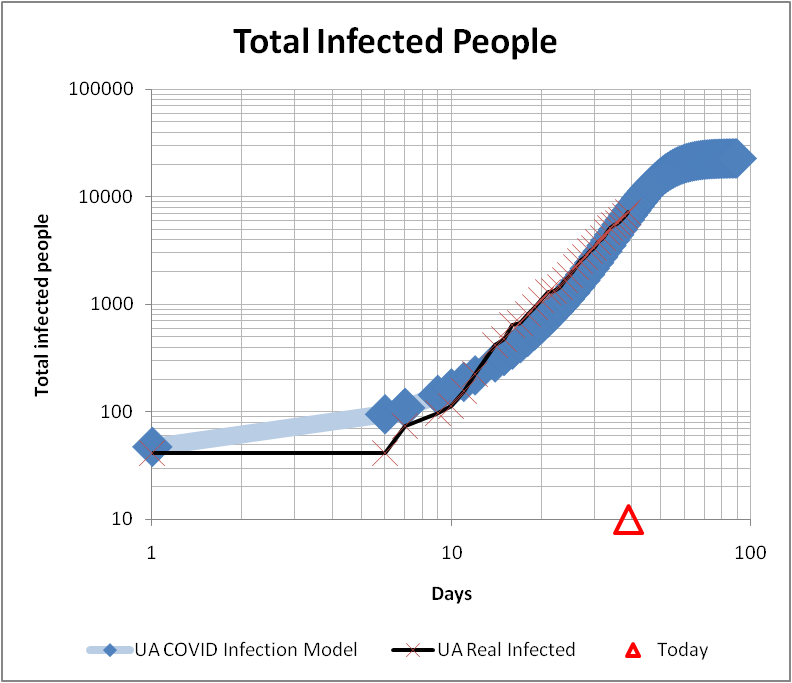 Total Infected People
100000
10000
1000
100
10
Total infected people
1 10 100
Days
UA COVID Infection Model UA Real Infected Today